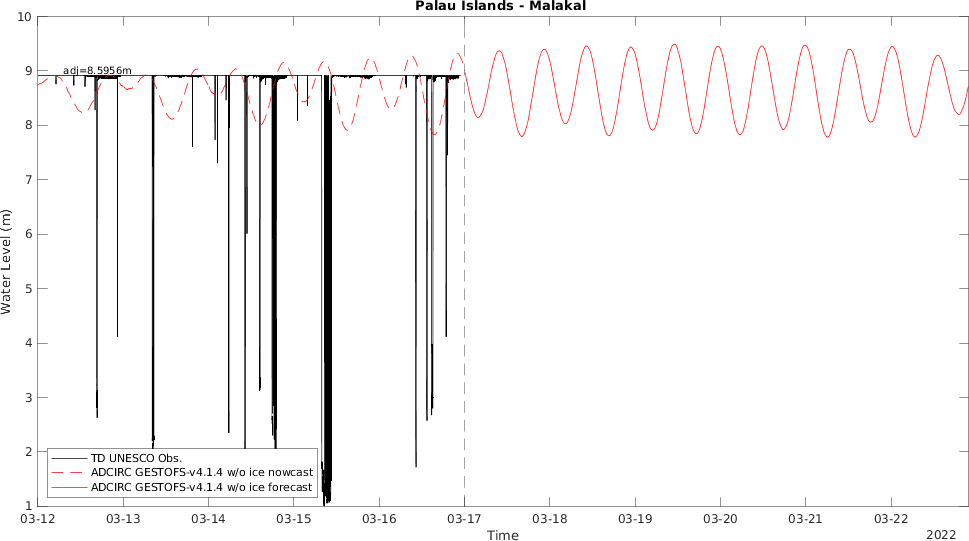 Palau Islands - Malakal
10
9
8
7
6
5
4
3
2
1
Water Level (m)
adj=8.5956m
TD UNESCO Obs.
ADCIRC GESTOFS-v4.1.4 w/o ice nowcast
ADCIRC GESTOFS-v4.1.4 w/o ice forecast
03-12 03-13 03-14 03-15 03-16 03-17 03-18 03-19 03-20 03-21 03-22
Time
2022